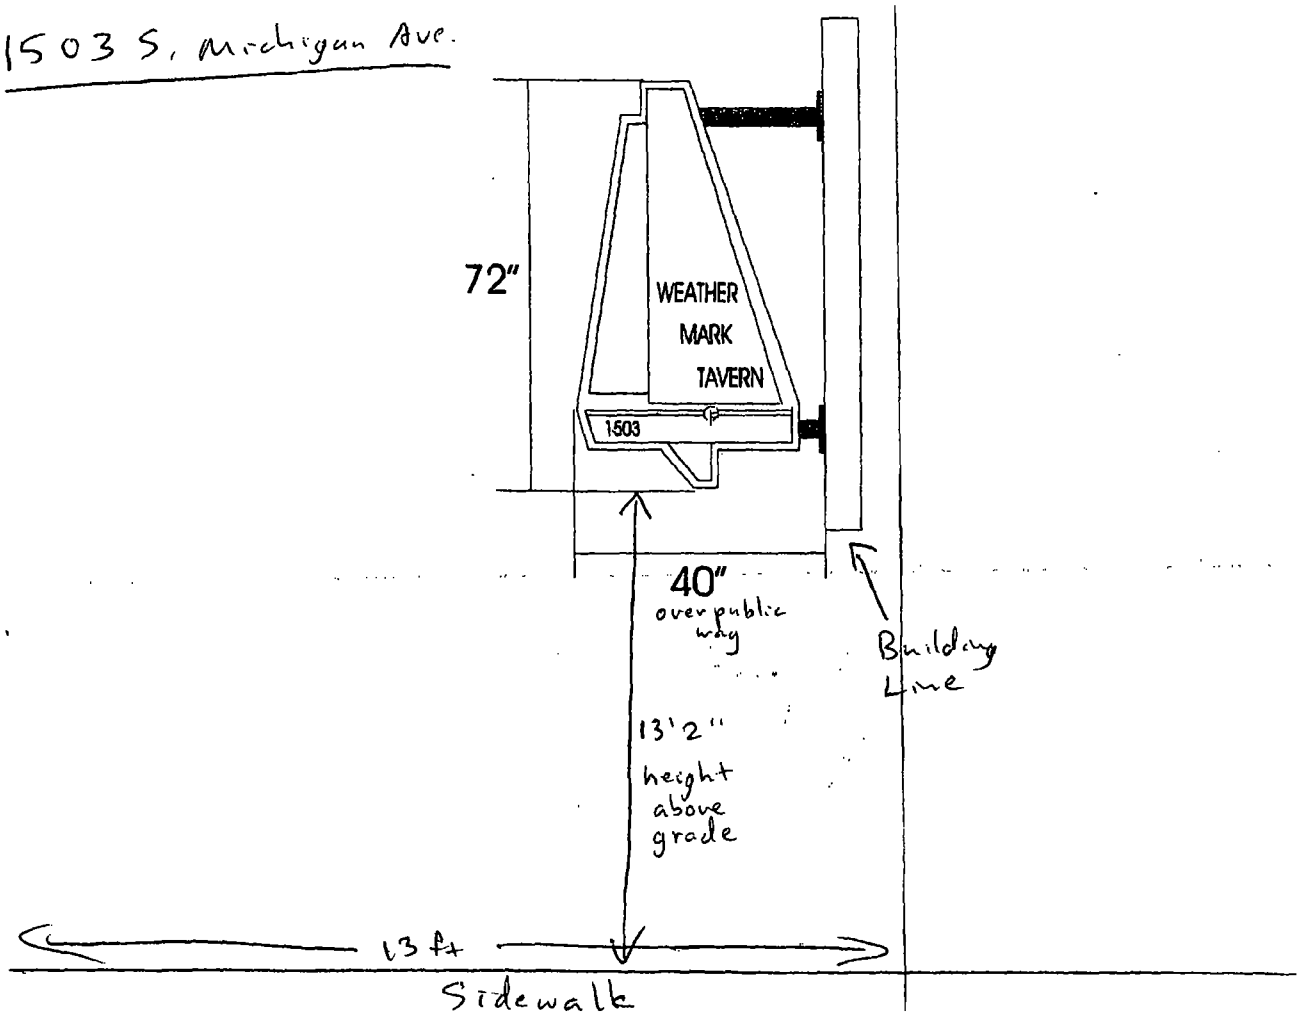 1503 S. Michigan Ave.
72"
WEATHER
MARK
TAVERN
1503
40"
over public
way
Building
Line
13'2"
height
above
grade
13 ft
Sidewalk